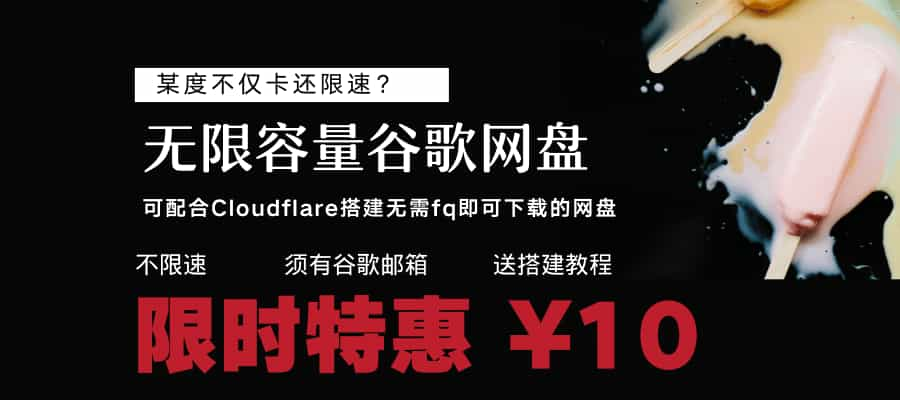 某度不仅卡还限速？
无限容量谷歌网盘
可配合Cloudflare搭建无需fq即可下载的网盘
不限速 须有谷歌邮箱 送搭建教程
限时特惠 ¥10